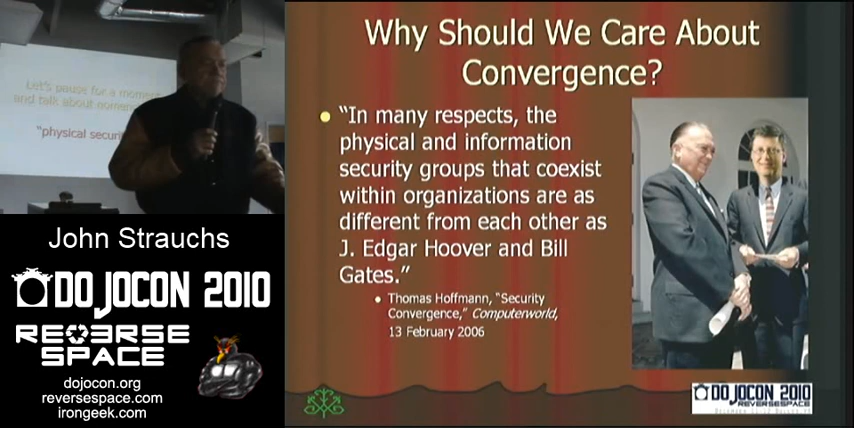 Let's pause for a moment
and talk about
"physical securi
John Strauchs
DOJOCON 2010
REVERSE
SPACE
dojocon.org
reversespace.com
irongeek.com
Why Should We Care About
Convergence?
“In many respects, the
physical and information
security groups that coexist
within organizations are as
different from each other as
J. Edgar Hoover and Bill
Gates.”
Thomas Hoffmann, “Security
Convergence,” Computerworld,
13 February 2006
DOJOCON 2010
REVERSESPACE